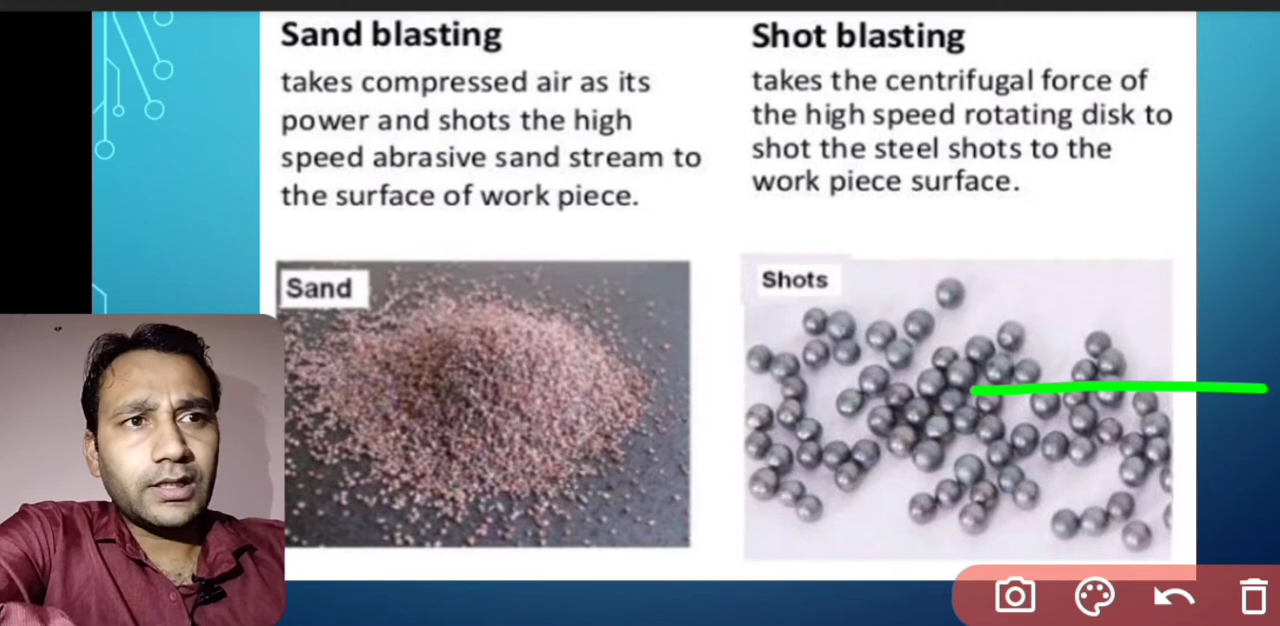 Sand blasting
takes compressed air as its
power and shots the high
speed abrasive sand stream to
the surface of work piece.
Shot blasting
takes the centrifugal force of
the high speed rotating disk to
shot the steel shots to the
work piece surface.
Sand
Shots